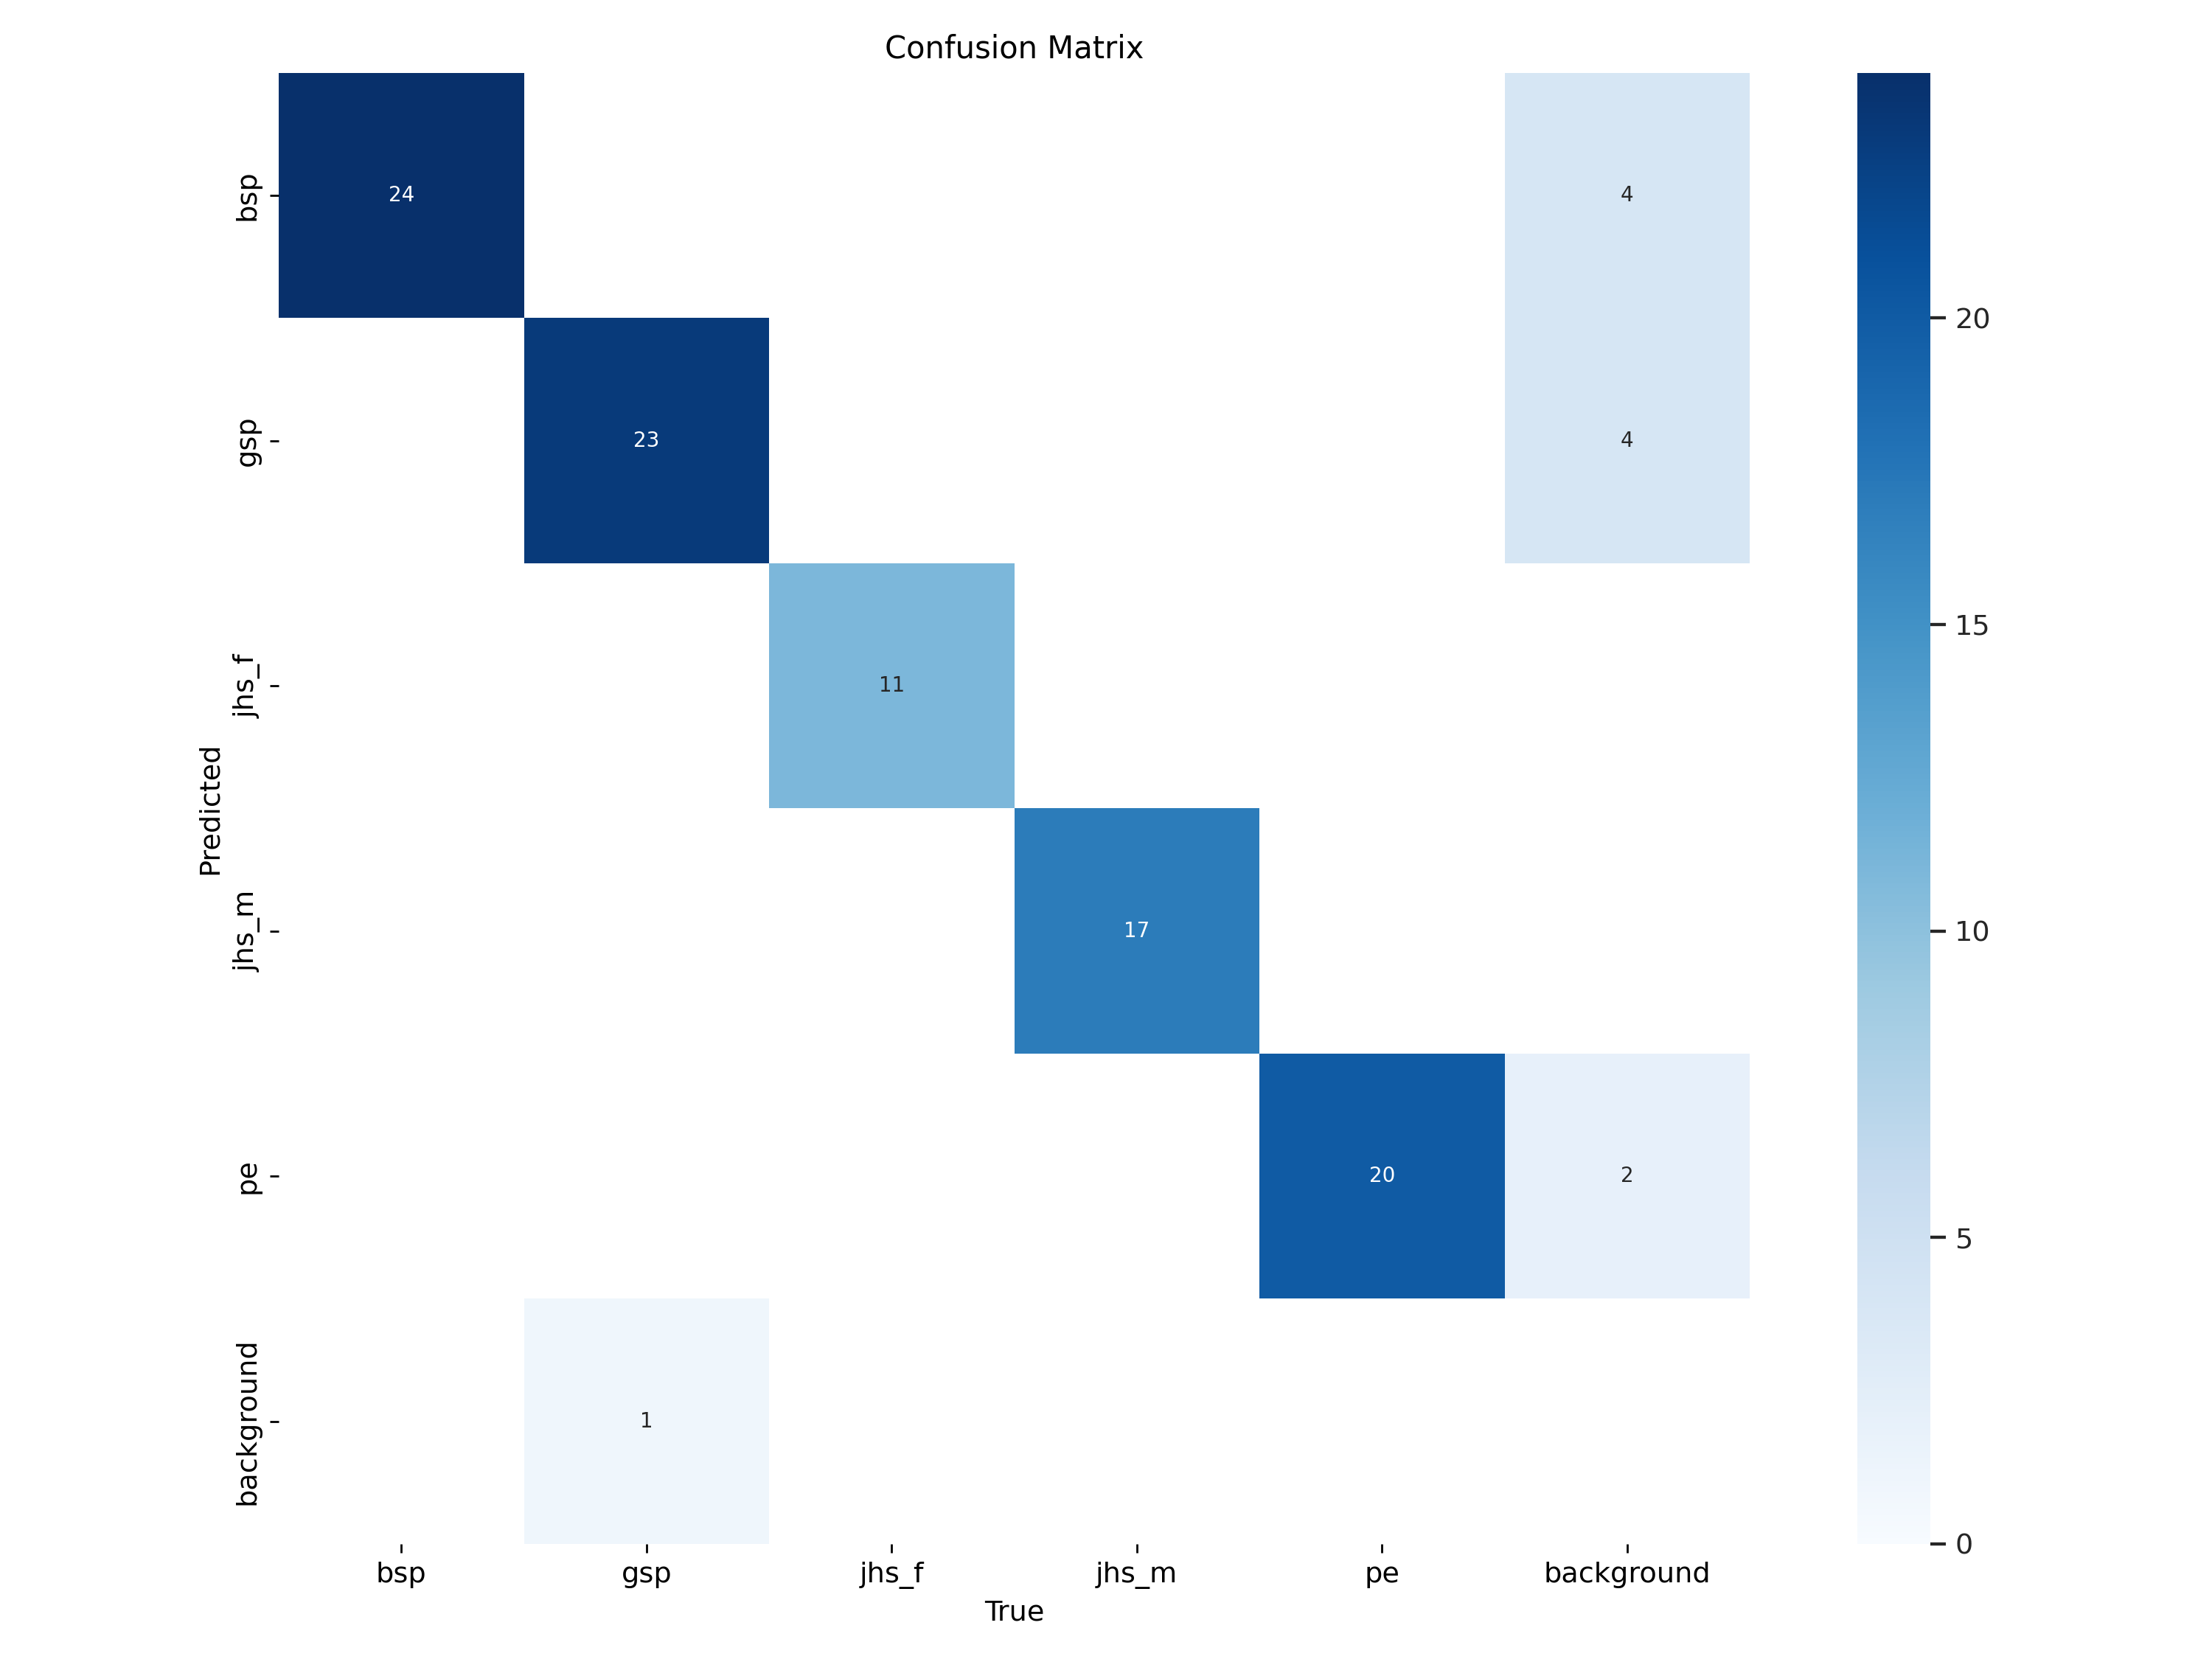 Confusion Matrix
bsp
24
4
gsp
23
4
20
jhs_f
11
15
Predicted
jhs_m
17
10
pe
20
2
5
background
1
0
bsp gsp jhs_f jhs_m pe background
True